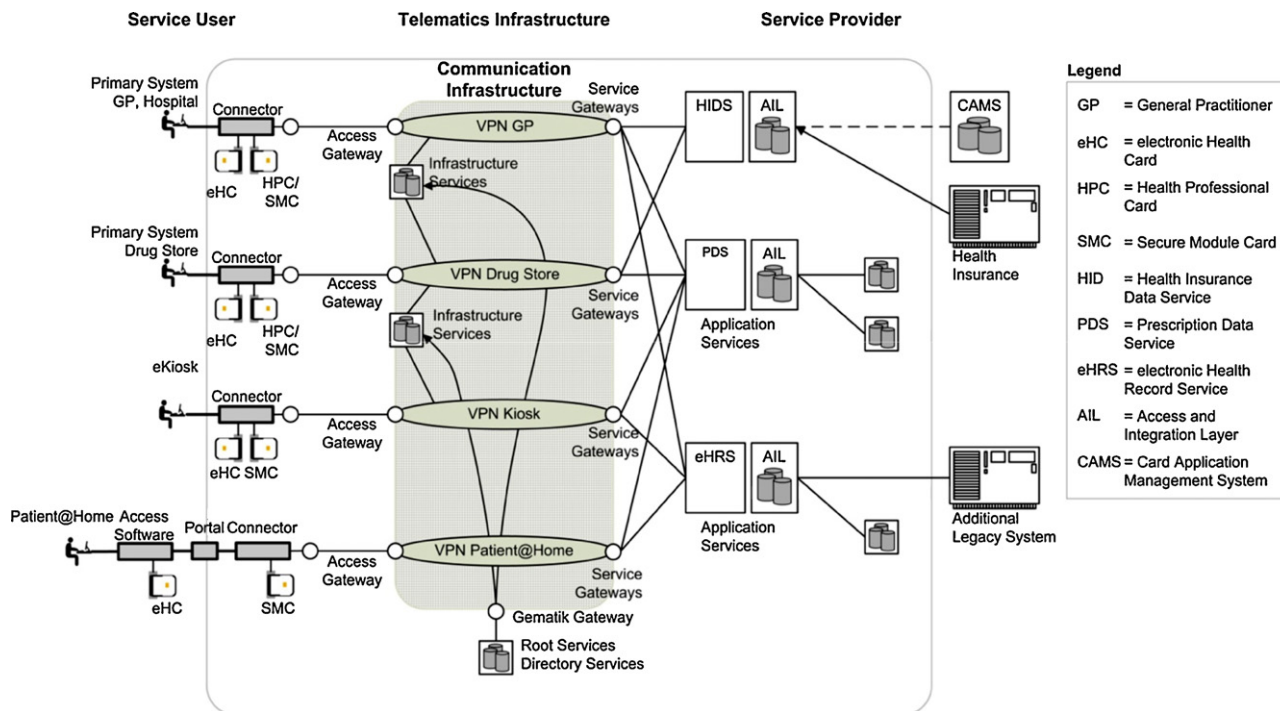 Service User
Telematics Infrastructure
Service Provider
Communication
Infrastructure
Primary System
GP, Hospital
Connector
Access
Gateway
eHC
HPC/
SMC
VPN GP
Infrastructure
Services
Service
Gateways
HIDS
AIL
CAMS
Health
Insurance
Primary System
Drug Store
Connector
Access
Gateway
eHC
HPC/
SMC
VPN Drug Store
Infrastructure
Services
Service
Gateways
PDS
AIL
Application
Services
eKiosk
Connector
Access
Gateway
eHC SMC
VPN Kiosk
Service
Gateways
eHRS
AIL
Application
Services
Additional
Legacy System
Patient@Home
Access
Software
Portal
Connector
Access
Gateway
eHC
SMC
VPN Patient@Home
Service
Gateways
Gematik Gateway
Root Services
Directory Services
Legend
GP = General Practitioner
eHC = electronic Health
Card
HPC = Health Professional
Card
SMC = Secure Module Card
HID = Health Insurance
Data Service
PDS = Prescription Data
Service
eHRS = electronic Health
Record Service
AIL = Access and
Integration Layer
CAMS = Card Application
Management System